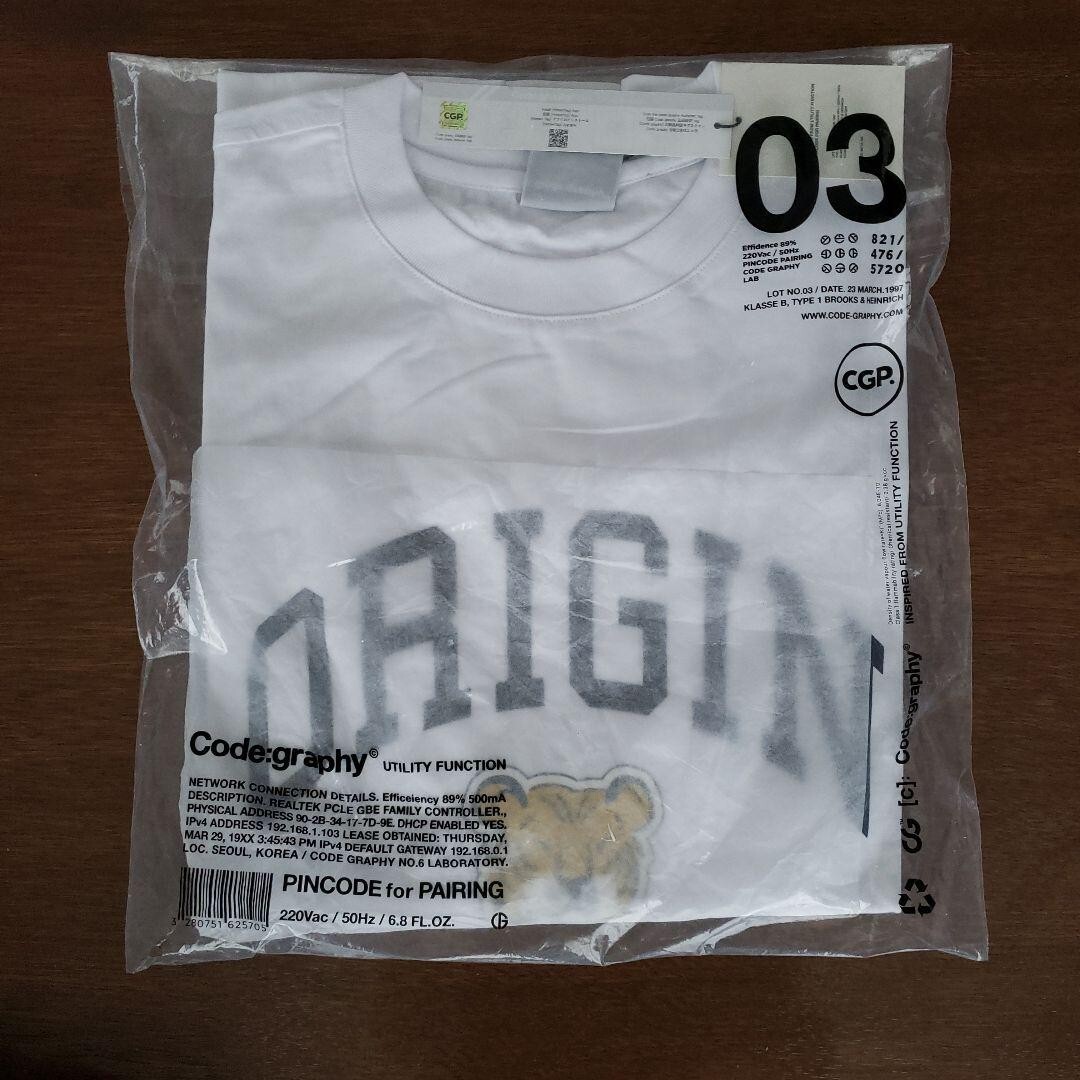 CGP.
03
Effidence 89%
220Vac / 50Hz
PINCODE PAIRING
CODE GRAPHY
LAB
821/
476/
5720
LOT NO.03 / DATE. 23 MARCH.1997
KLASSE B, TYPE 1 BROOKS & HEINRICH
WWW.CODE-GRAPHY.COM
CGP.
INSPIRED FROM UTILITY FUNCTION
[c]: Code:graphy®
ORIGIN
Code:graphy© UTILITY FUNCTION
NETWORK CONNECTION DETAILS. Efficeiency 89% 500mA
DESCRIPTION. REALTEK PCLE GBE FAMILY CONTROLLER.,
PHYSICAL ADDRESS 90-2B-34-17-7D-9E. DHCP ENABLED YES.
IPv4 ADDRESS 192.168.1.103 LEASE OBTAINED: THURSDAY,
MAR 29, 19XX 3:45:43 PM IPv4 DEFAULT GATEWAY 192.168.0.1
LOC. SEOUL, KOREA / CODE GRAPHY NO.6 LABORATORY.
PINCODE for PAIRING
220Vac / 50Hz / 6.8 FL.OZ.
3 280751 625705